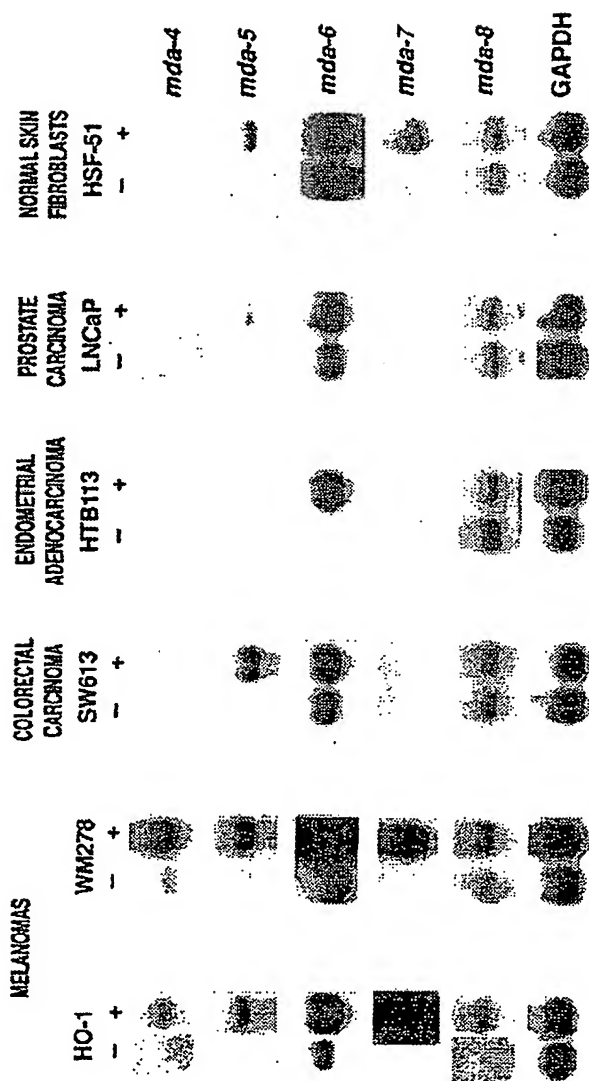 MELANOMAS
HO-1
− +
WM278
− +
COLORECTAL
CARCINOMA
SW613
− +
ENDOMETRIAL
ADENOCARCINOMA
HTB113
− +
PROSTATE
CARCINOMA
LNCaP
− +
NORMAL SKIN
FIBROBLASTS
HSF-51
− +
mda-4
mda-5
mda-6
mda-7
mda-8
GAPDH